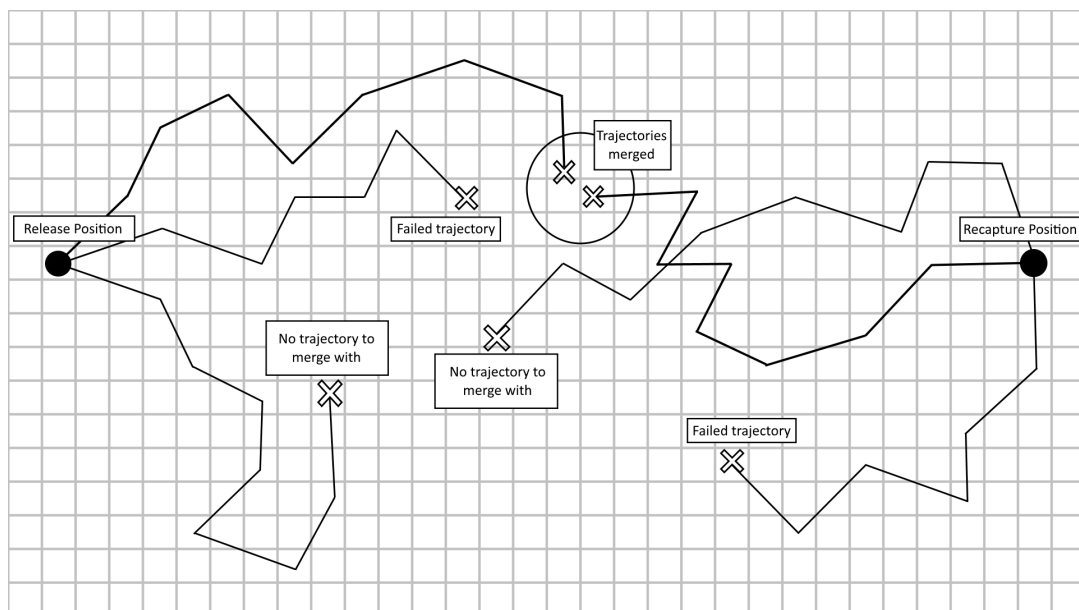 Trajectories
merged
Release Position
Failed trajectory
Recapture Position
No trajectory to
merge with
No trajectory to
merge with
Failed trajectory